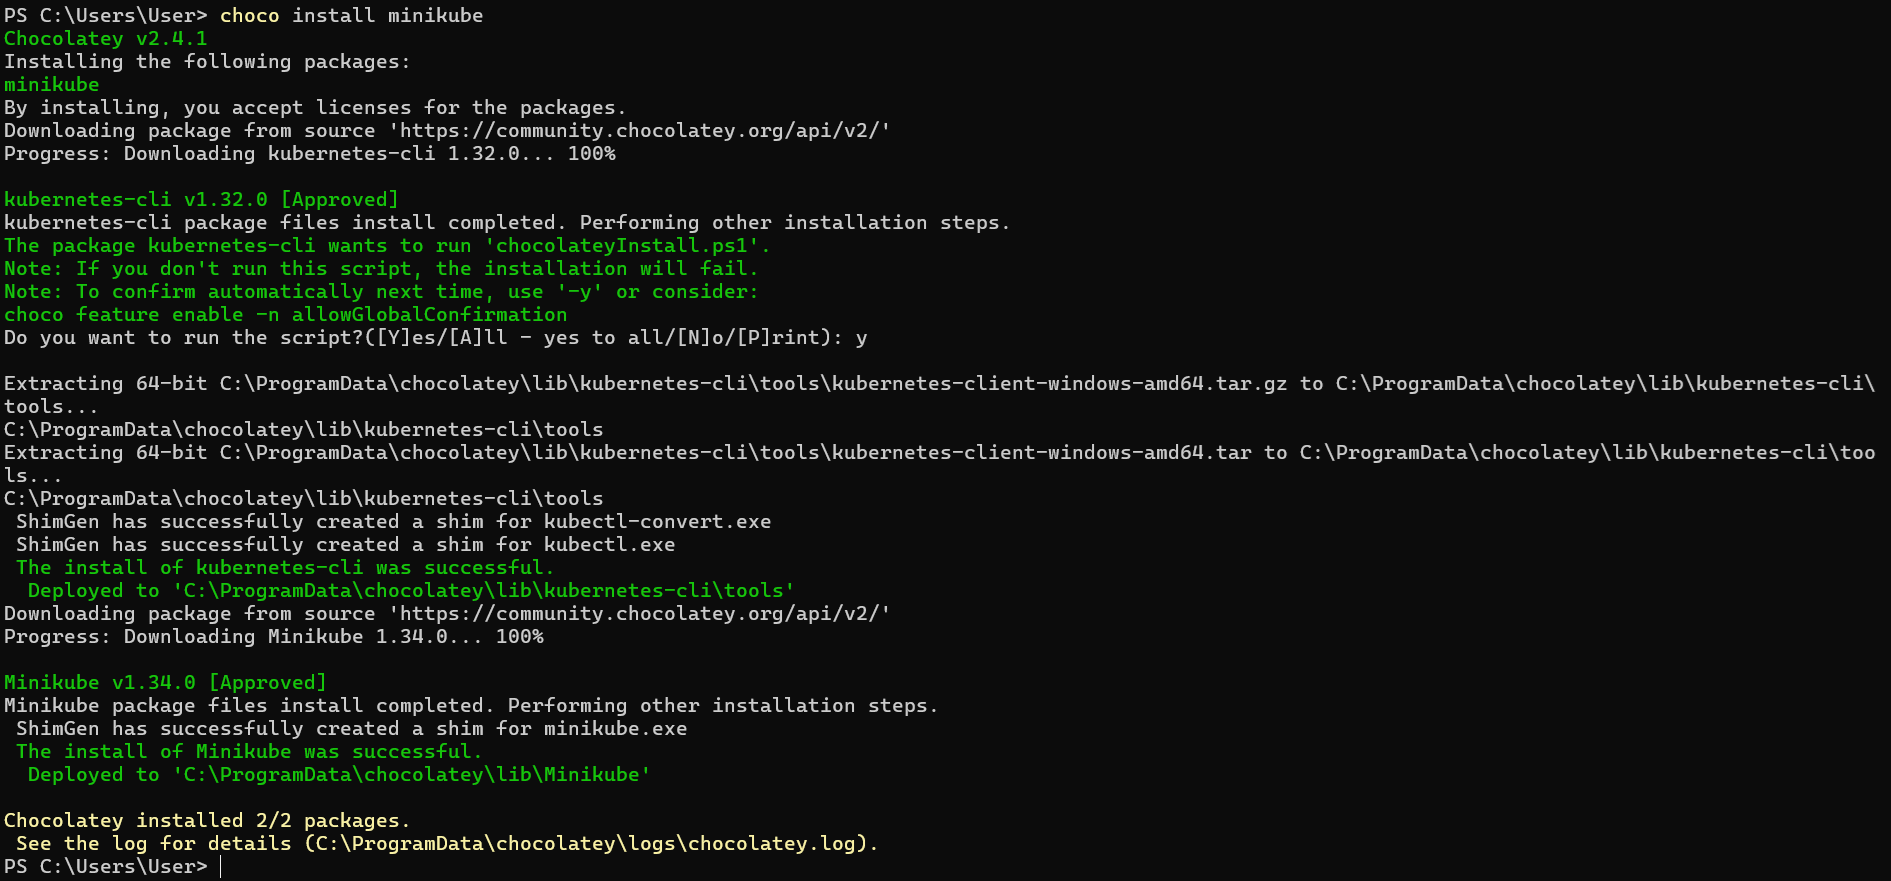 PS C:\Users\User> choco install minikube
Chocolatey v2.4.1
Installing the following packages:
minikube
By installing, you accept licenses for the packages.
Downloading package from source 'https://community.chocolatey.org/api/v2/'
Progress: Downloading kubernetes-cli 1.32.0... 100%

kubernetes-cli v1.32.0 [Approved]
kubernetes-cli package files install completed. Performing other installation steps.
The package kubernetes-cli wants to run 'chocolateyInstall.ps1'.
Note: If you don't run this script, the installation will fail.
Note: To confirm automatically next time, use '-y' or consider:
choco feature enable -n allowGlobalConfirmation
Do you want to run the script?([Y]es/[A]ll - yes to all/[N]o/[P]rint): y

Extracting 64-bit C:\ProgramData\chocolatey\lib\kubernetes-cli\tools\kubernetes-client-windows-amd64.tar.gz to C:\ProgramData\chocolatey\lib\kubernetes-cli\
tools...
C:\ProgramData\chocolatey\lib\kubernetes-cli\tools
Extracting 64-bit C:\ProgramData\chocolatey\lib\kubernetes-cli\tools\kubernetes-client-windows-amd64.tar to C:\ProgramData\chocolatey\lib\kubernetes-cli\too
ls...
C:\ProgramData\chocolatey\lib\kubernetes-cli\tools
 ShimGen has successfully created a shim for kubectl-convert.exe
 ShimGen has successfully created a shim for kubectl.exe
 The install of kubernetes-cli was successful.
  Deployed to 'C:\ProgramData\chocolatey\lib\kubernetes-cli\tools'
Downloading package from source 'https://community.chocolatey.org/api/v2/'
Progress: Downloading Minikube 1.34.0... 100%

Minikube v1.34.0 [Approved]
Minikube package files install completed. Performing other installation steps.
 ShimGen has successfully created a shim for minikube.exe
 The install of Minikube was successful.
  Deployed to 'C:\ProgramData\chocolatey\lib\Minikube'

Chocolatey installed 2/2 packages.
 See the log for details (C:\ProgramData\chocolatey\logs\chocolatey.log).
PS C:\Users\User>